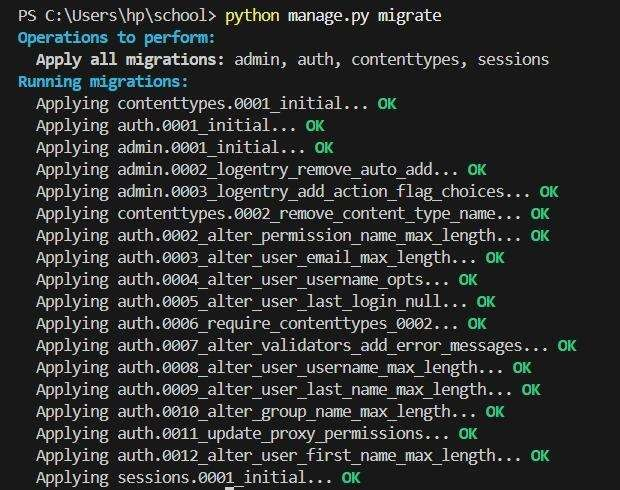 PS C:\Users\hp\school> python manage.py migrate
Operations to perform:
Apply all migrations: admin, auth, contenttypes, sessions
Running migrations:
Applying contenttypes.0001_initial... OK
Applying auth.0001_initial... OK
Applying admin.0001_initial... OK
Applying admin.0002_logentry_remove_auto_add... OK
Applying admin.0003_logentry_add_action_flag_choices... OK
Applying contenttypes.0002_remove_content_type_name... OK
Applying auth.0002_alter_permission_name_max_length... OK
Applying auth.0003_alter_user_email_max_length... OK
Applying auth.0004_alter_user_username_opts... OK
Applying auth.0005_alter_user_last_login_null... OK
Applying auth.0006_require_contenttypes_0002... OK
Applying auth.0007_alter_validators_add_error_messages... OK
Applying auth.0008_alter_user_username_max_length... OK
Applying auth.0009_alter_user_last_name_max_length... OK
Applying auth.0010_alter_group_name_max_length... OK
Applying auth.0011_update_proxy_permissions... OK
Applying auth.0012_alter_user_first_name_max_length... OK
Applying sessions.0001_initial... OK